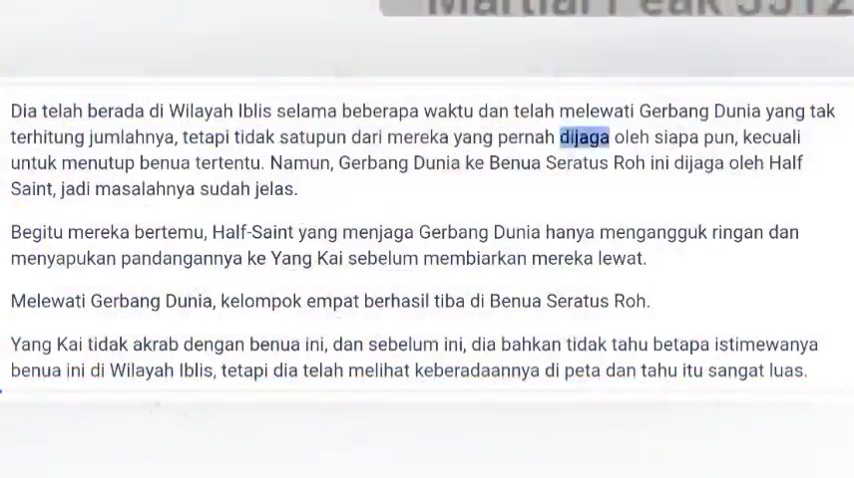 Dia telah berada di Wilayah Iblis selama beberapa waktu dan telah melewati Gerbang Dunia yang tak
terhitung jumlahnya, tetapi tidak satupun dari mereka yang pernah dijaga oleh siapa pun, kecuali
untuk menutup benua tertentu. Namun, Gerbang Dunia ke Benua Seratus Roh ini dijaga oleh Half
Saint, jadi masalahnya sudah jelas.
Begitu mereka bertemu, Half-Saint yang menjaga Gerbang Dunia hanya mengangguk ringan dan
menyapukan pandangannya ke Yang Kai sebelum membiarkan mereka lewat.
Melewati Gerbang Dunia, kelompok empat berhasil tiba di Benua Seratus Roh.
Yang Kai tidak akrab dengan benua ini, dan sebelum ini, dia bahkan tidak tahu betapa istimewanya
benua ini di Wilayah Iblis, tetapi dia telah melihat keberadaannya di peta dan tahu itu sangat luas.